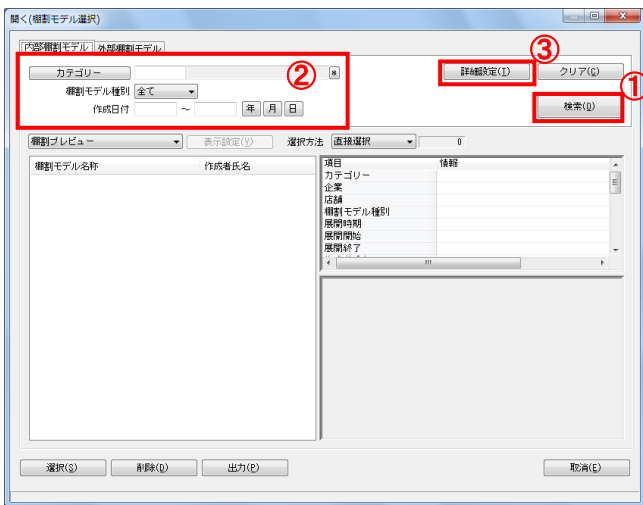 開く(棚割モデル選択)
内部棚割モデル 外部棚割モデル
③
カテゴリー ② * 詳細設定(T) クリア(C)
①
棚割モデル種別 全て
作成日付 ～ 年 月 日 検索(Q)
棚割プレビュー 表示設定(V) 選択方法 直接選択 0
棚割モデル名称 作成者氏名
項目 情報
カテゴリー
企業
店舗
棚割モデル種別
展開時期
展開開始
展開終了
選択(S) 削除(D) 出力(P) 取消(E)